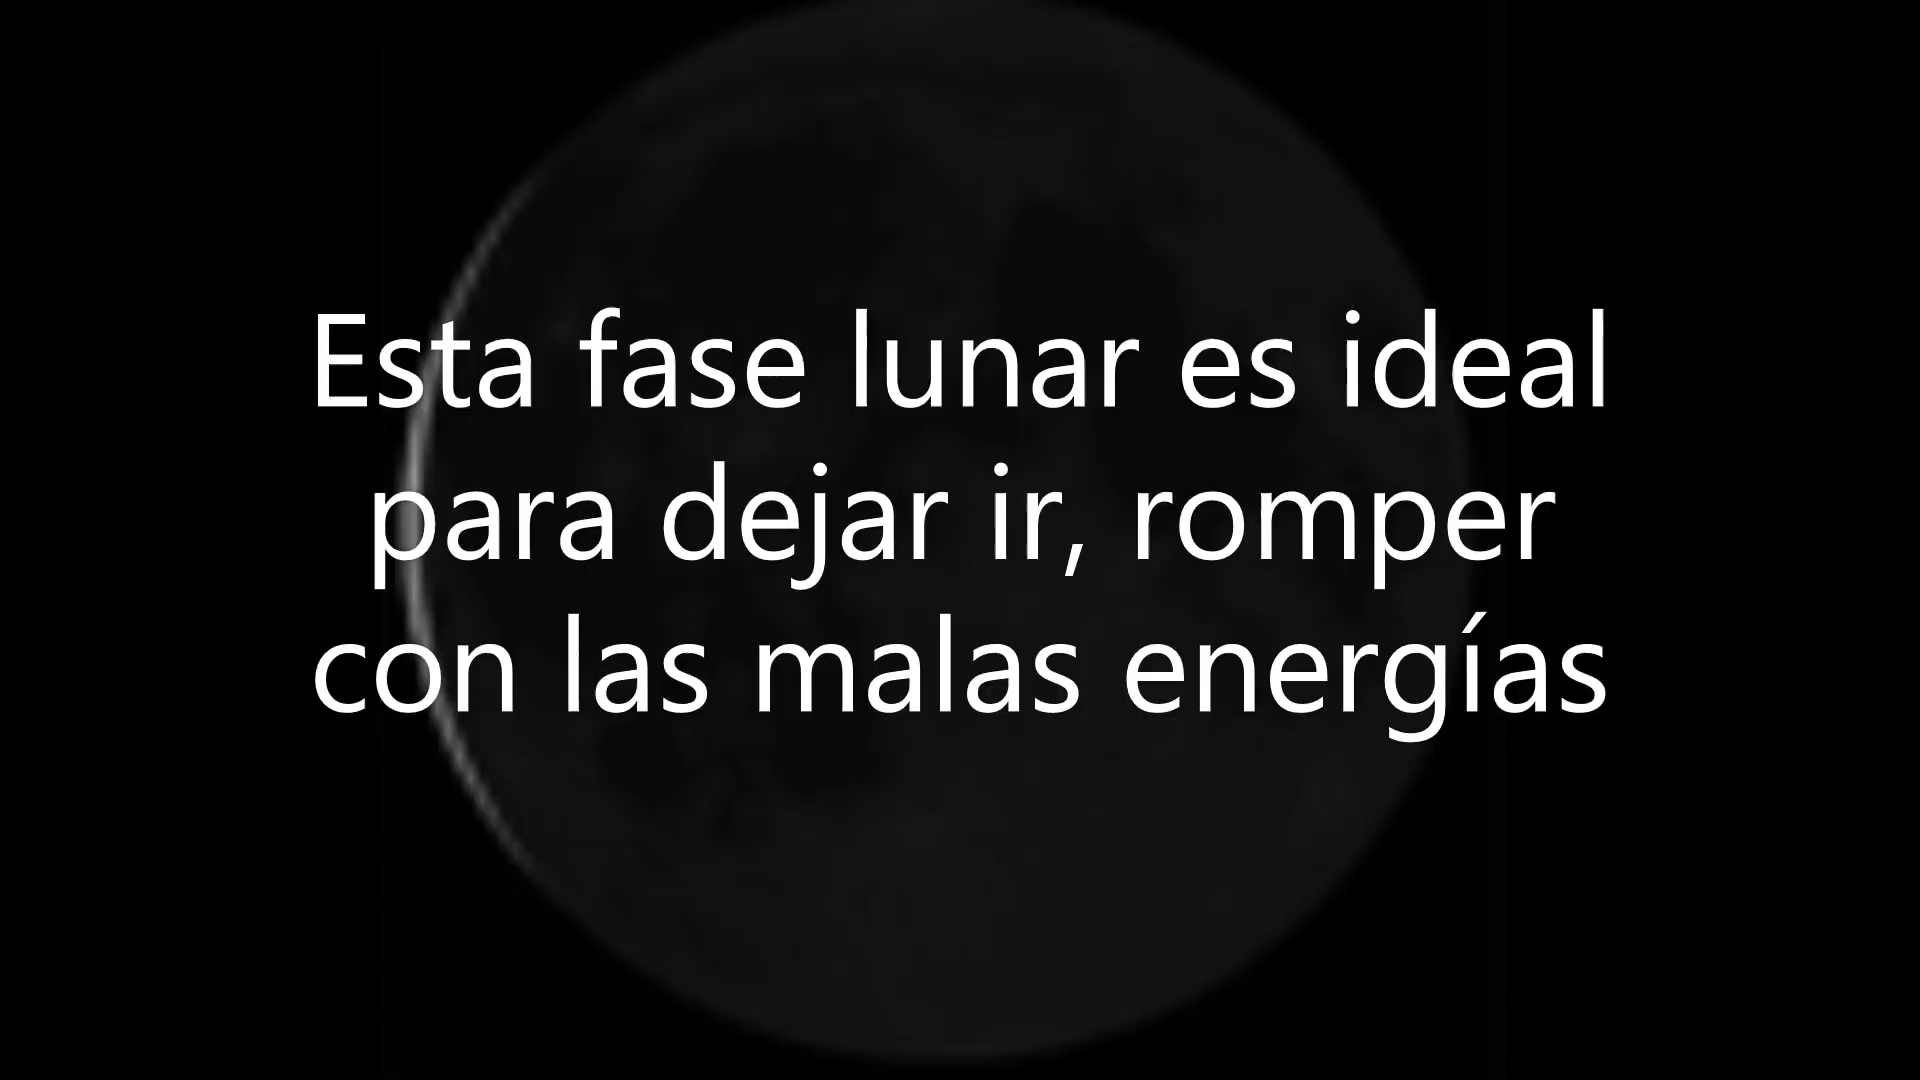 Esta fase lunar es ideal
para dejar ir, romper
con las malas energías